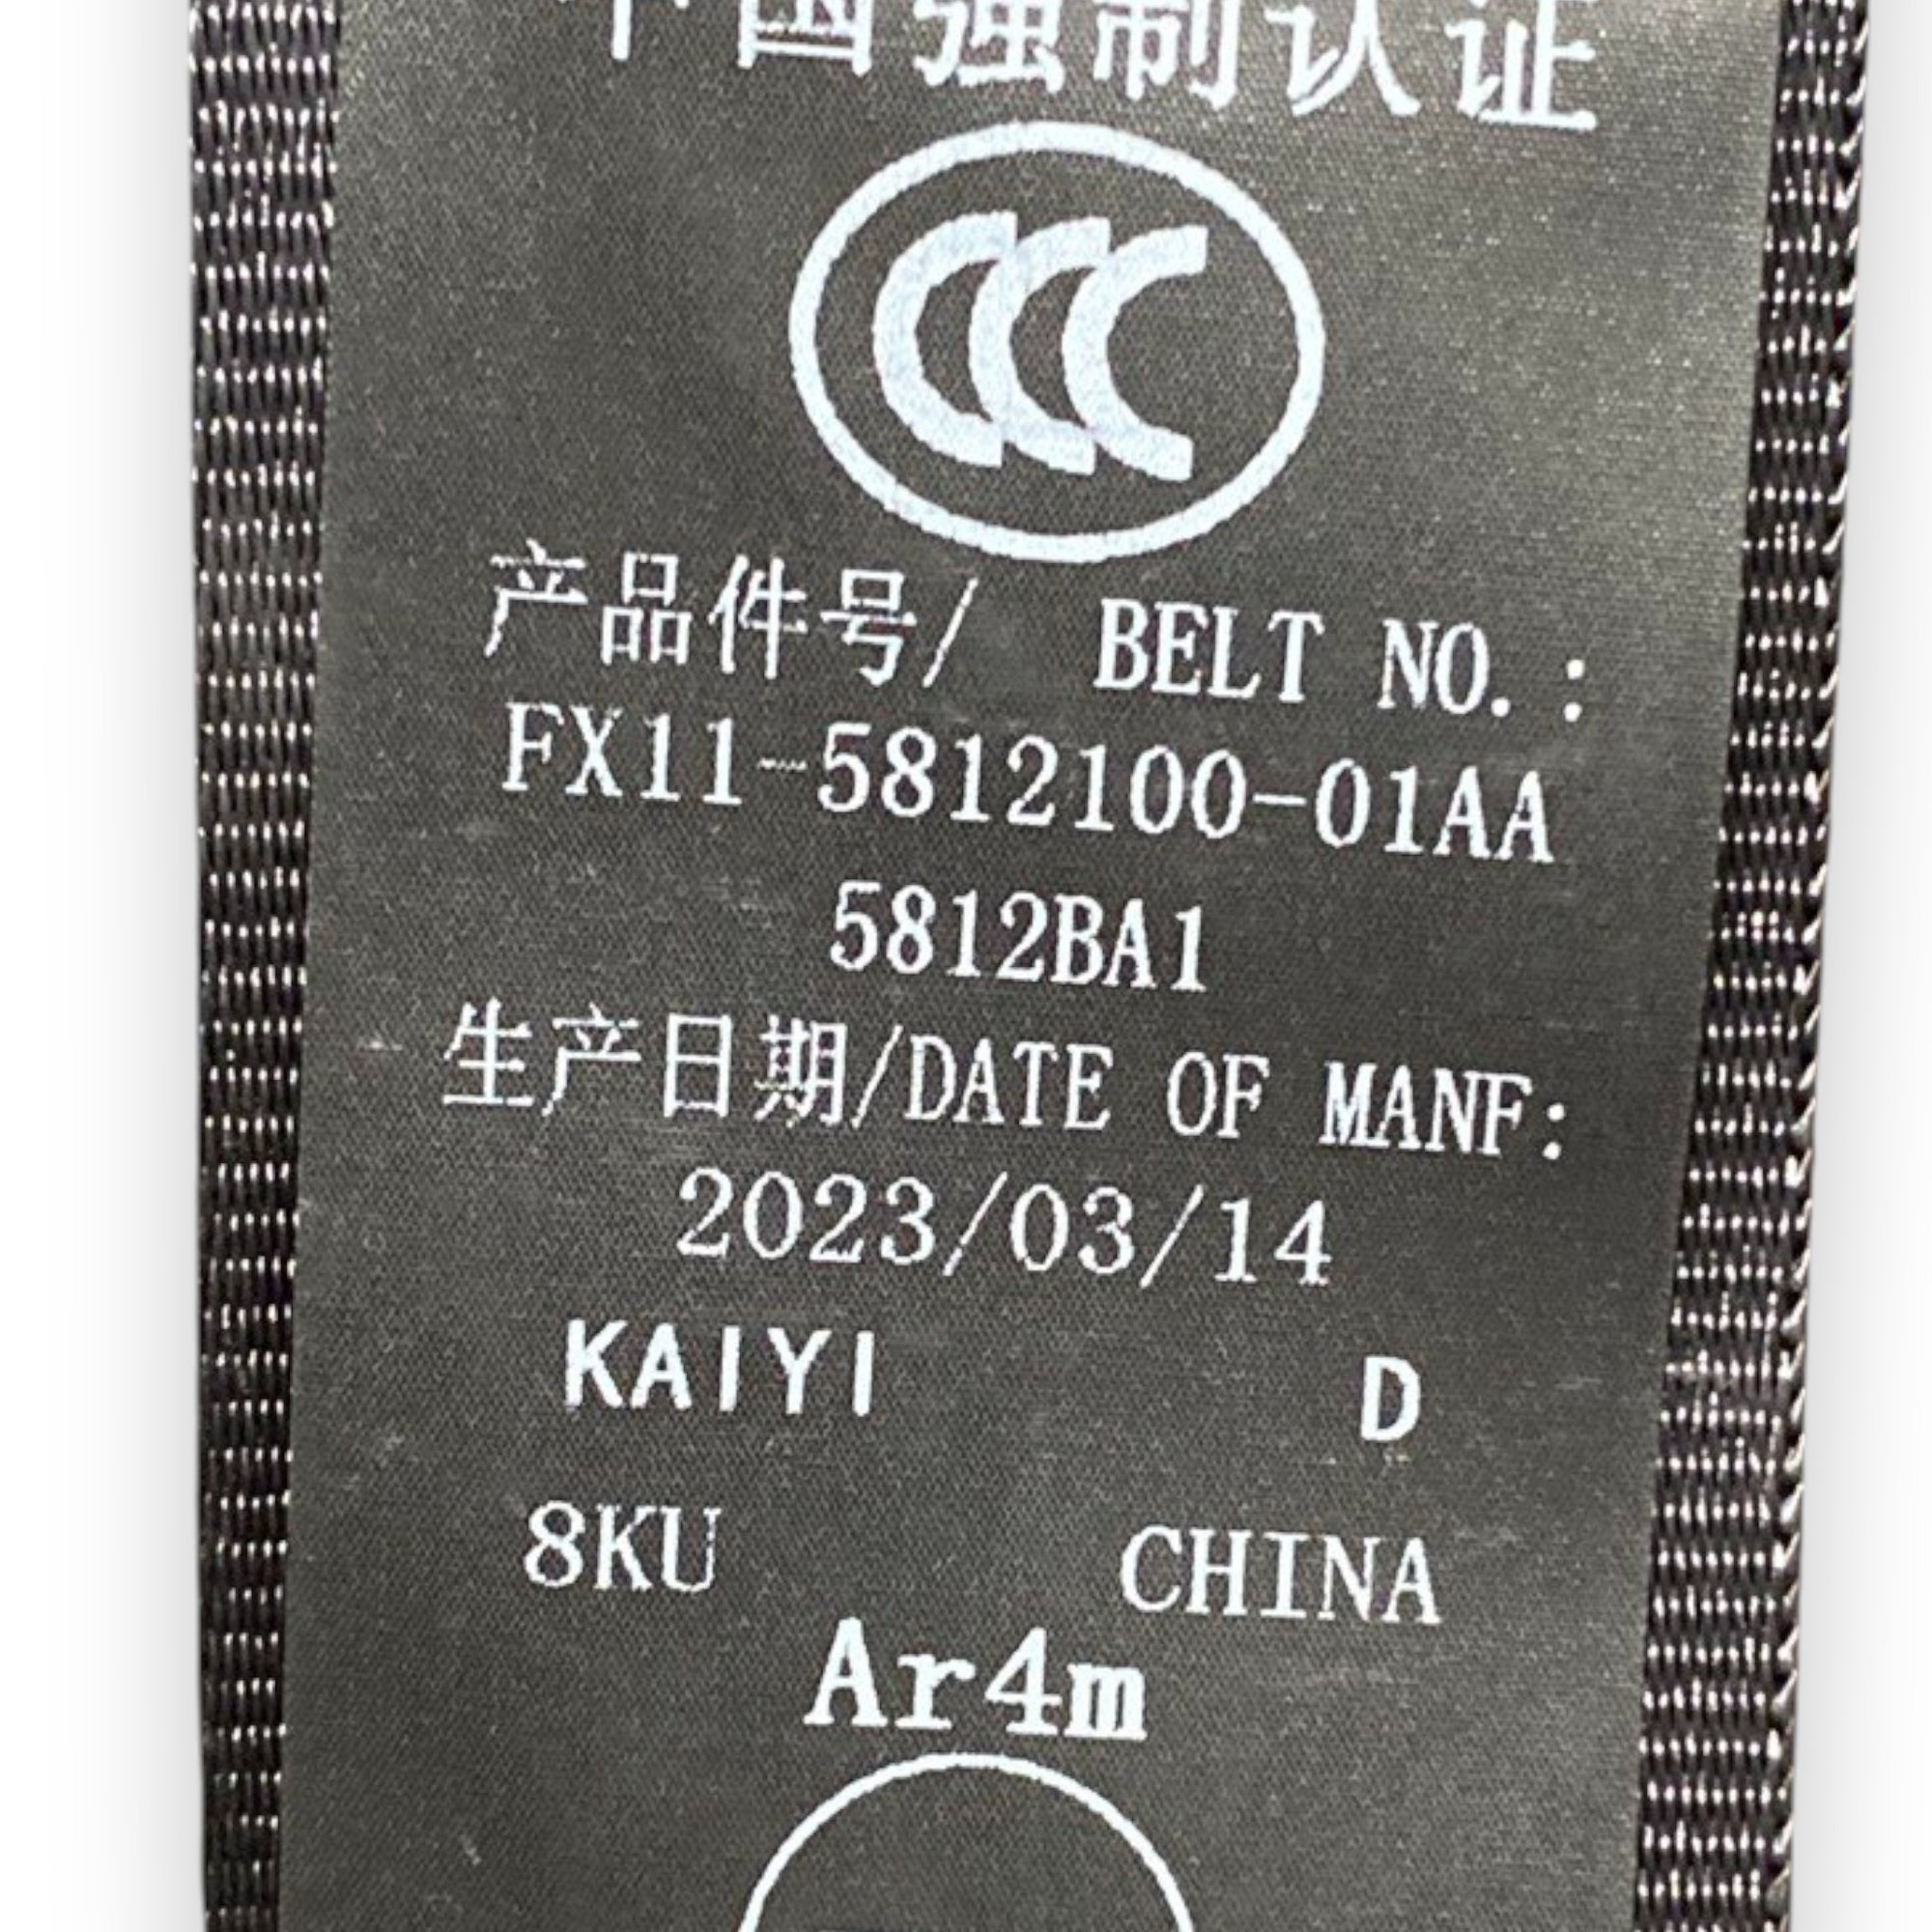 中国强制认证
CCC
产品件号/ BELT NO.:
FX11-5812100-01AA
5812BA1
生产日期/DATE OF MANF:
2023/03/14
KAIYI D
8KU CHINA
Ar4m